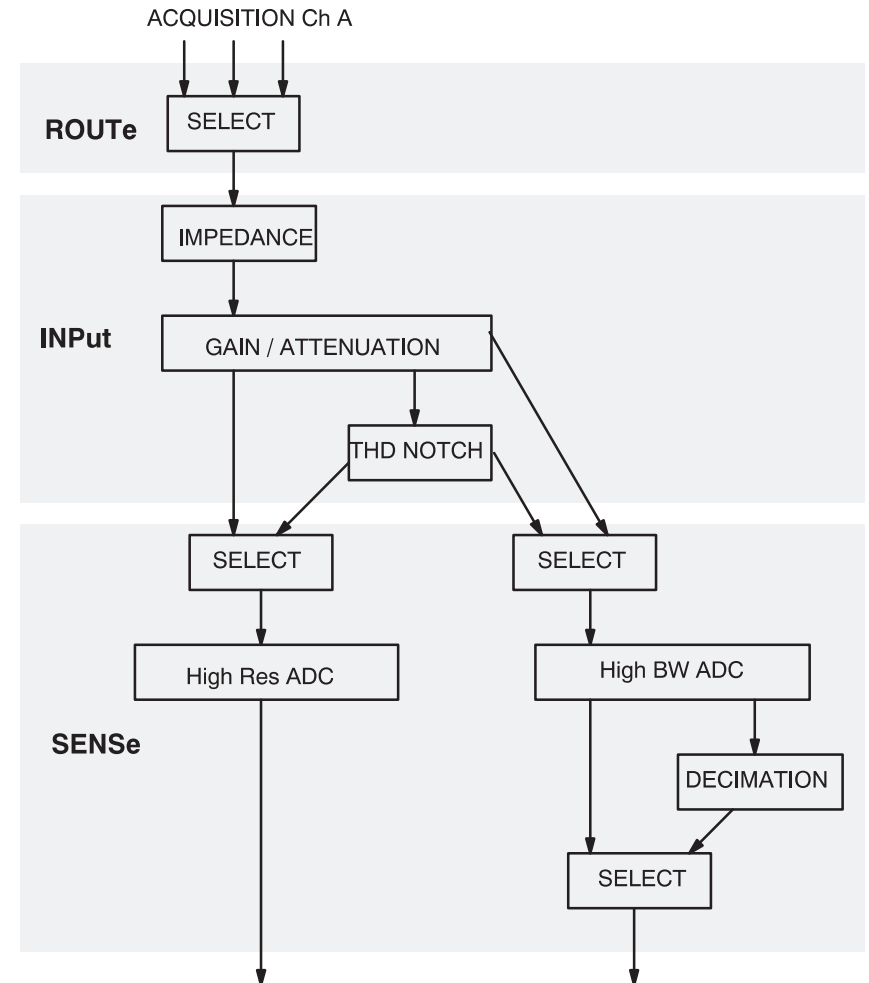 ACQUISITION Ch A
ROUTe
SELECT
IMPEDANCE
INPut
GAIN / ATTENUATION
THD NOTCH
SELECT
SELECT
High Res ADC
High BW ADC
SENSe
DECIMATION
SELECT